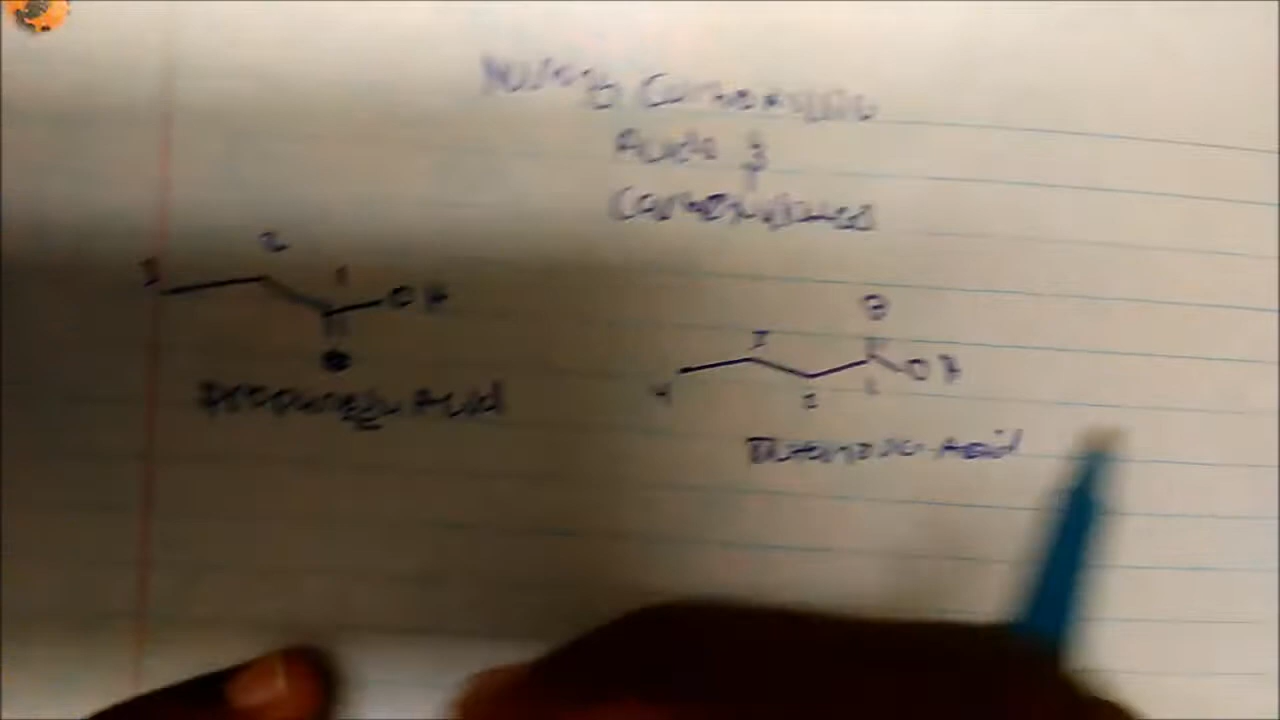 Naming Carboxylic
Acids &
Carboxylates
3 2 1 OH
O
Propanoic Acid
O
3
OH
4 2 1
Butanoic Acid